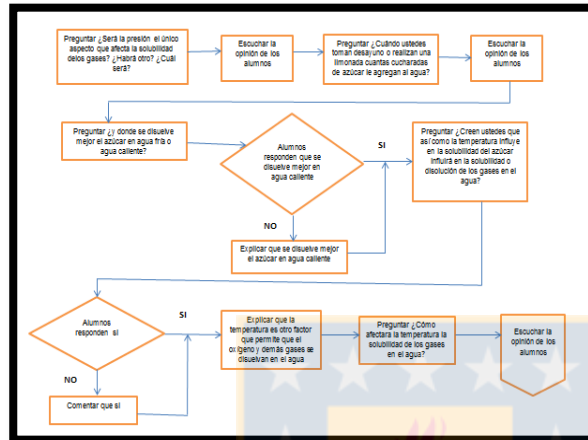 Preguntar ¿Será la presión el único
aspecto que afecta la solubilidad
delos gases? ¿Habrá otro? ¿Cuál
será?
Escuchar la
opinión de los
alumnos
Preguntar ¿Cuándo ustedes
toman desayuno o realizan una
limonada cuantas cucharadas
de azúcar le agregan al agua?
Escuchar la
opinión de los
alumnos
Preguntar ¿y donde se disuelve
mejor el azúcar en agua fría o
agua caliente?
Alumnos
responden que se
disuelve mejor en
agua caliente
SI
Preguntar ¿Creen ustedes que
así como la temperatura influye
en la solubilidad del azúcar
influirá en la solubilidad o
disolución de los gases en el
agua?
NO
Explicar que se disuelve mejor
el azúcar en agua caliente
Alumnos
responden si
SI
Explicar que la
temperatura es otro factor
que permite que el
oxígeno y demás gases se
disuelvan en el agua
Preguntar ¿Cómo
afectara la temperatura la
solubilidad de los gases
en el agua?
Escuchar la
opinión de los
alumnos
NO
Comentar que si